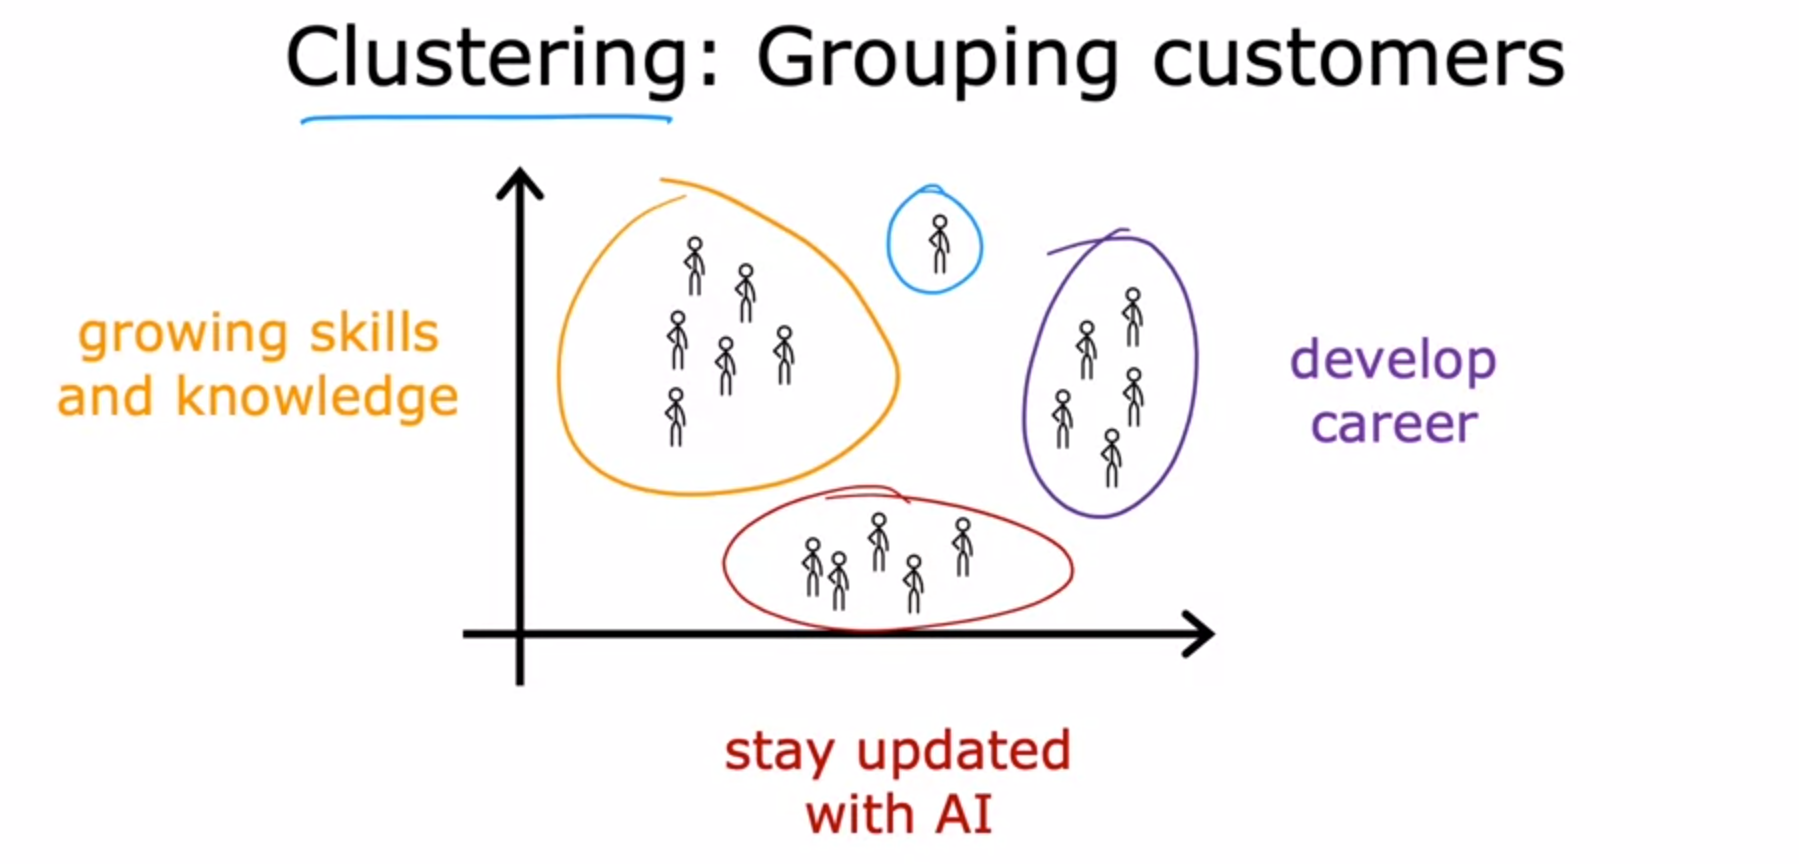 Clustering: Grouping customers
growing skills
and knowledge
develop
career
stay updated
with AI